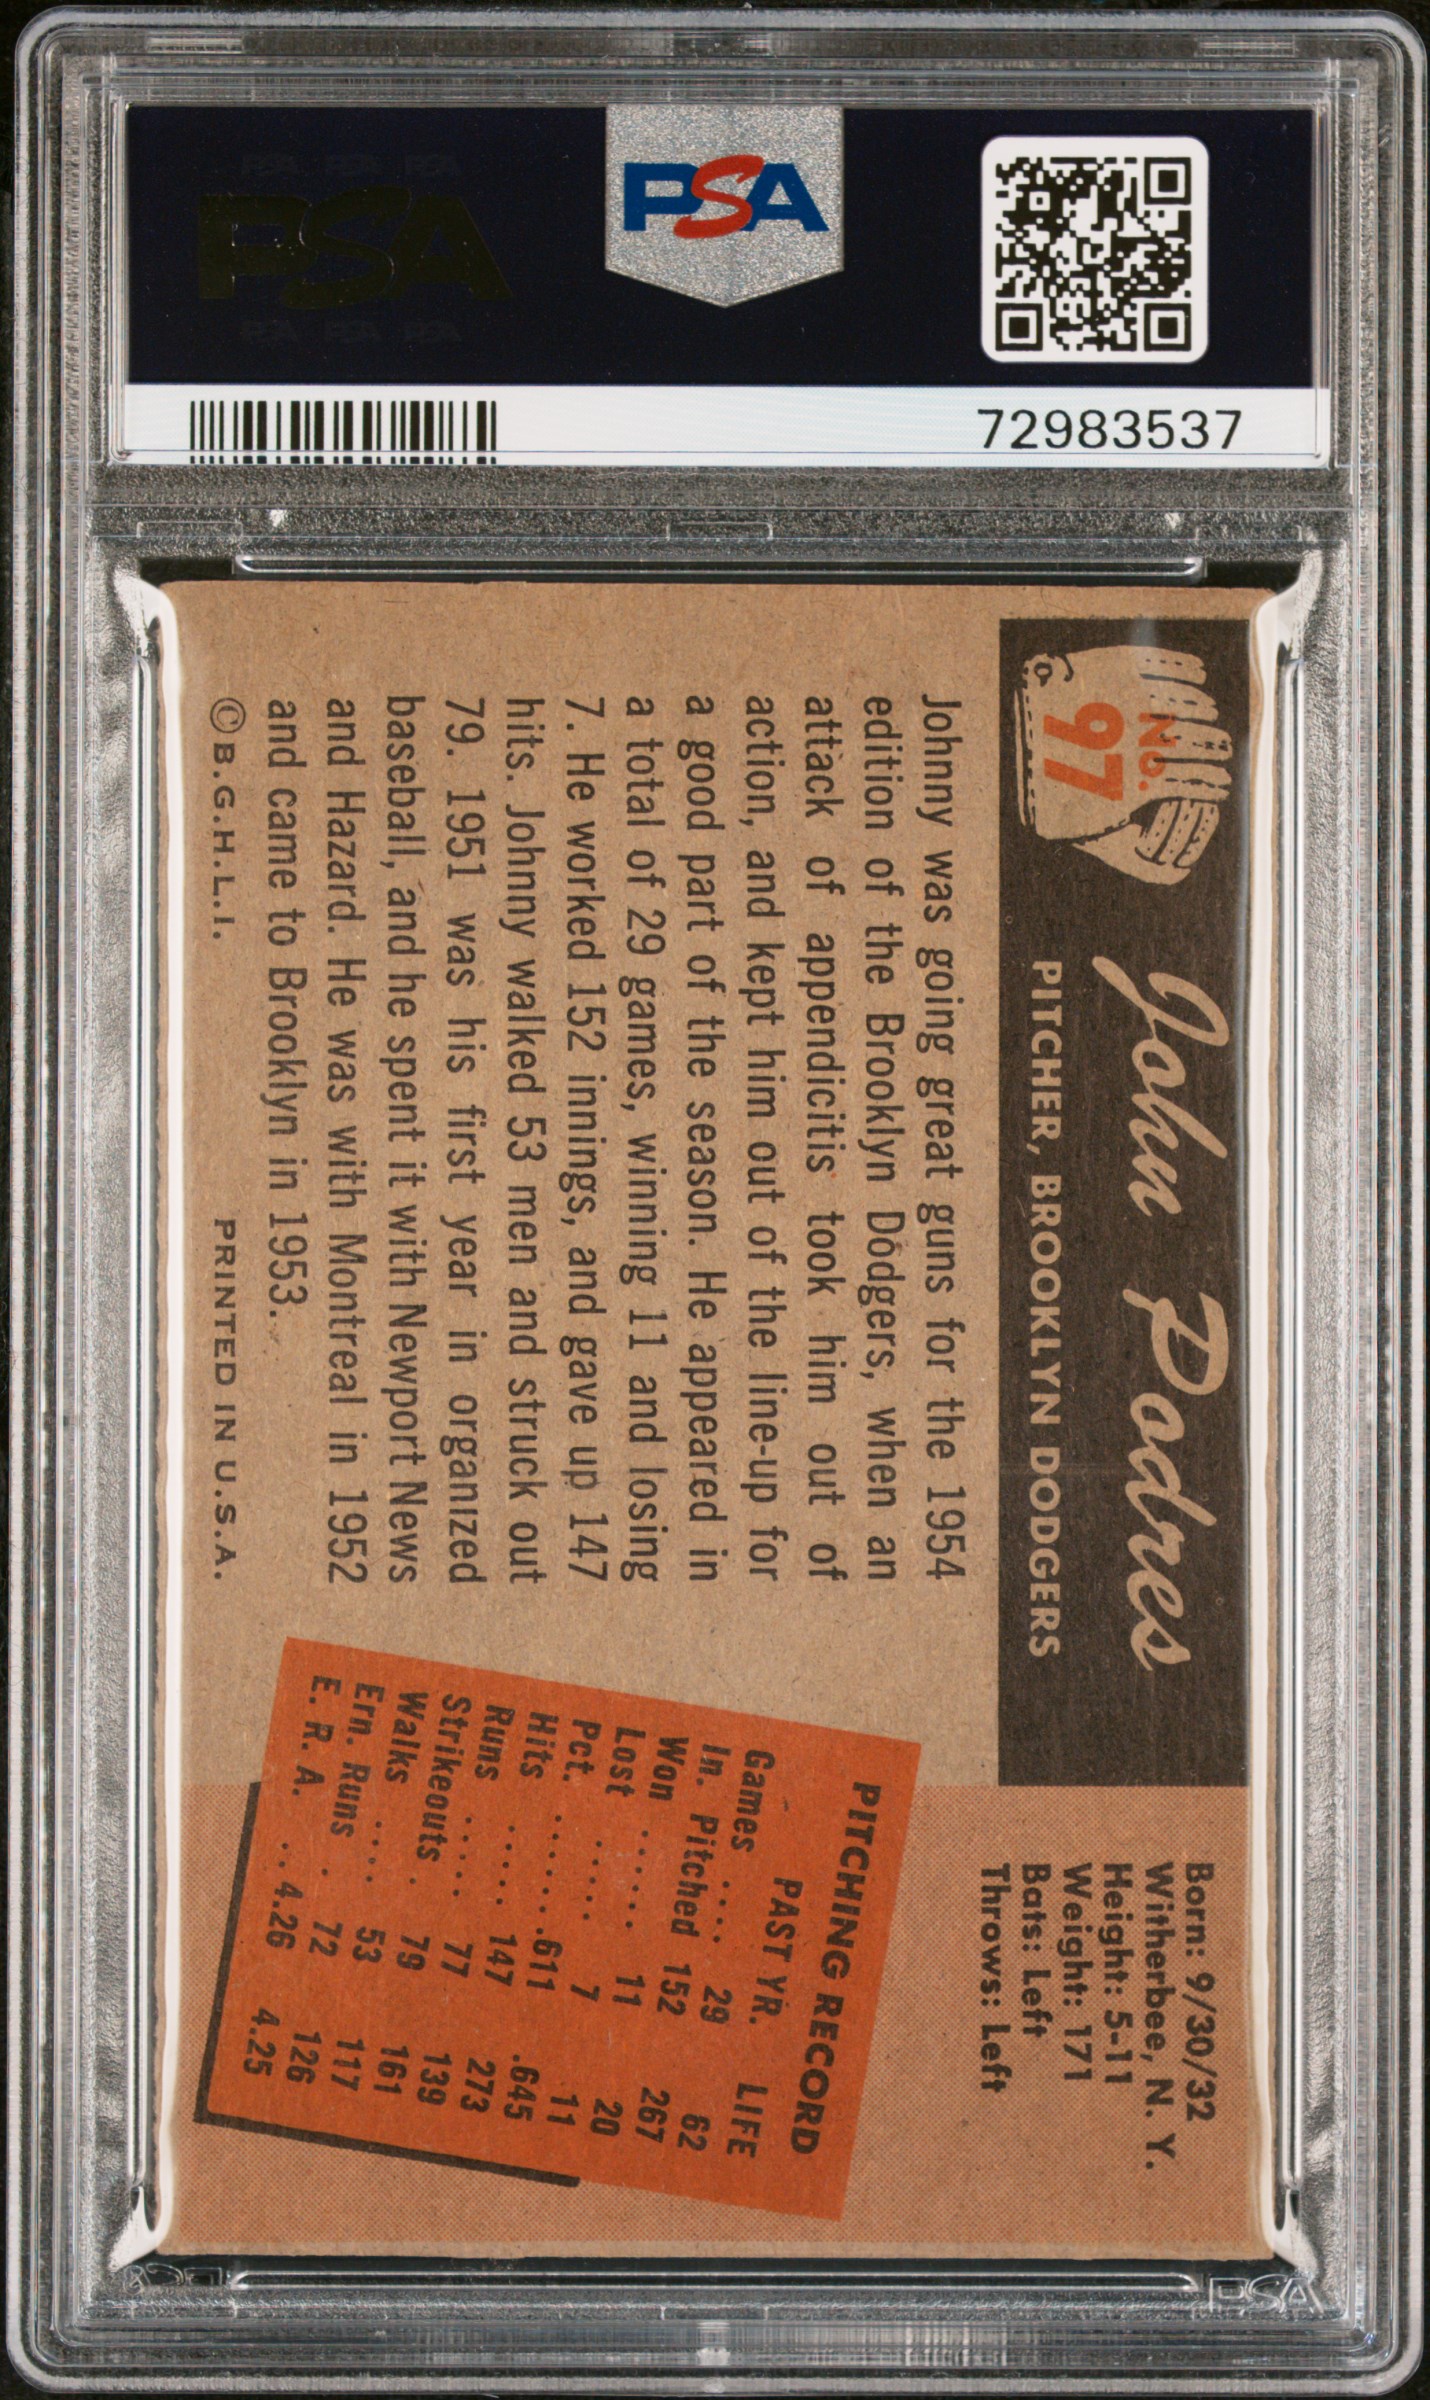 PSA PSA PSA
PSA
PSA PSA PSA
PSA
72983537
No.
97
John Podres
PITCHER, BROOKLYN DODGERS
Born: 9/30/32
Witherbee, N. Y.
Height: 5-11
Weight: 171
Bats: Left
Throws: Left
Johnny was going great guns for the 1954
edition of the Brooklyn Dodgers, when an
attack of appendicitis took him out of
action, and kept him out of the line-up for
a good part of the season. He appeared in
a total of 29 games, winning 11 and losing
7. He worked 152 innings, and gave up 147
hits. Johnny walked 53 men and struck out
79. 1951 was his first year in organized
baseball, and he spent it with Newport News
and Hazard. He was with Montreal in 1952
and came to Brooklyn in 1953.
© B.G.H.L.I. PRINTED IN U.S.A.
PITCHING RECORD
PAST YR. LIFE
Games .... 29 62
In. Pitched 152 267
Won ...... 11 20
Lost ..... 7 11
Pct. .......611 .645
Hits ..... 147 273
Runs ..... 77 139
Strikeouts . 79 161
Walks .... 53 117
Ern. Runs . 72 126
E. R. A. ..4.26 4.25
PSA